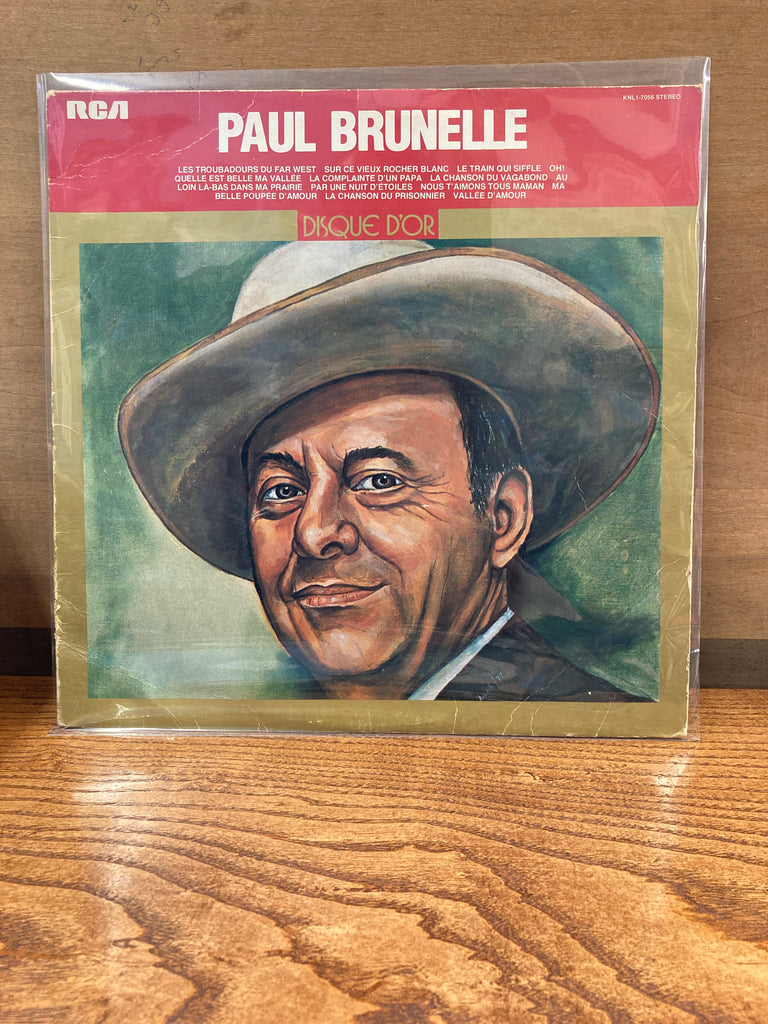 RCA
KNL1-7056 STEREO
PAUL BRUNELLE
LES TROUBADOURS DU FAR WEST SUR CE VIEUX ROCHER BLANC LE TRAIN QUI SIFFLE OH!
QUELLE EST BELLE MA VALLÉE LA COMPLAINTE D'UN PAPA LA CHANSON DU VAGABOND AU
LOIN LÀ-BAS DANS MA PRAIRIE PAR UNE NUIT D'ÉTOILES NOUS T'AIMONS TOUS MAMAN MA
BELLE POUPÉE D'AMOUR LA CHANSON DU PRISONNIER VALLÉE D'AMOUR
DISQUE D'OR